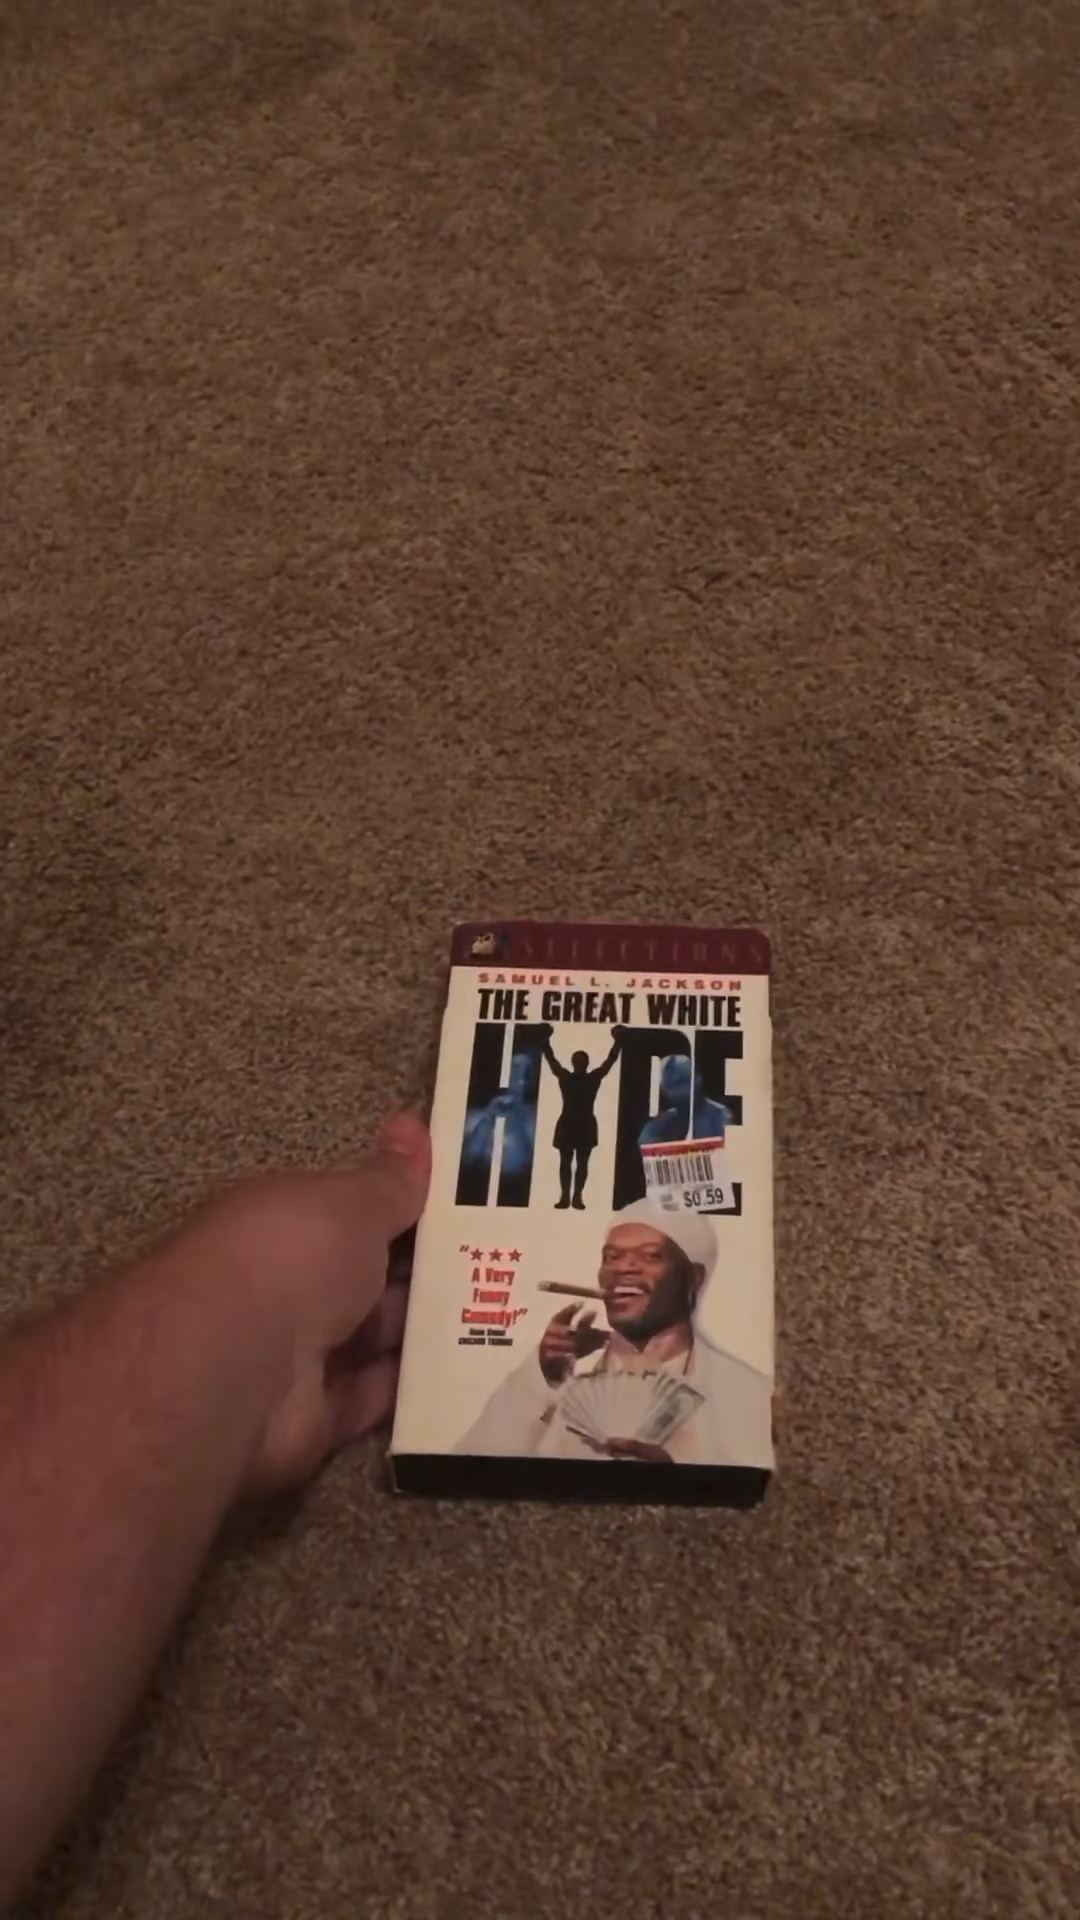 SELECTIONS
SAMUEL L. JACKSON
THE GREAT WHITE
HYPE
$0.59
"★★★
A Very
Funny
Comedy!"